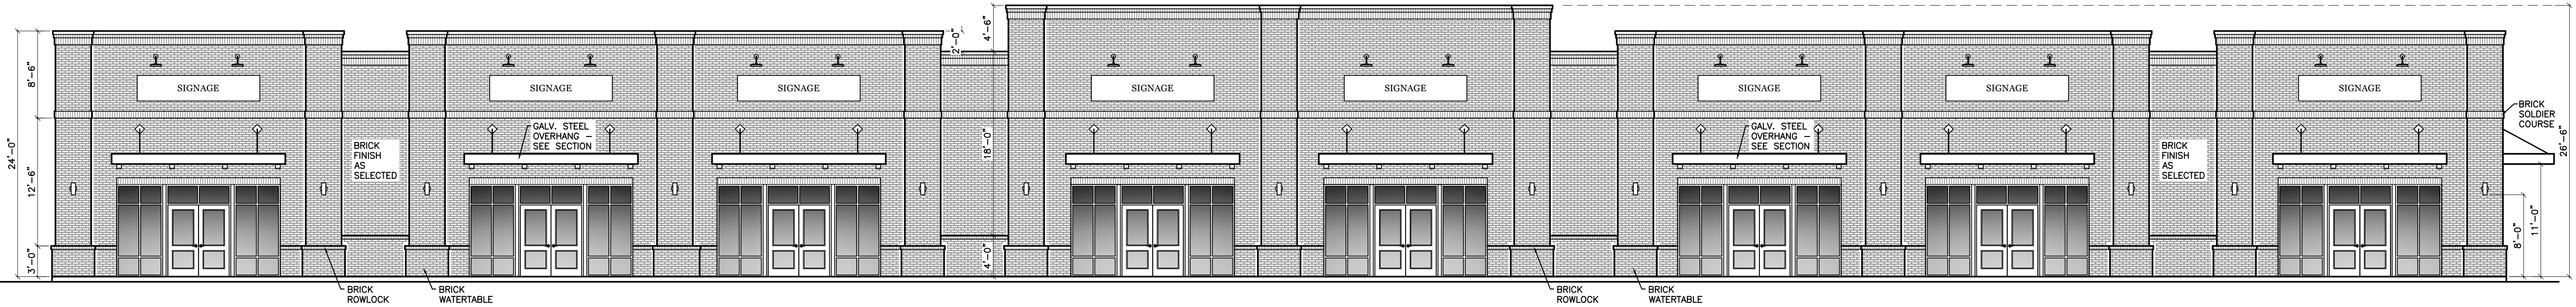 4'-6"
2'-0"
8'-6"
SIGNAGE
SIGNAGE
SIGNAGE
SIGNAGE
SIGNAGE
SIGNAGE
SIGNAGE
SIGNAGE
BRICK
SOLDIER
COURSE
24'-0"
12'-6"
BRICK
FINISH
AS
SELECTED
GALV. STEEL
OVERHANG –
SEE SECTION
18'-0"
GALV. STEEL
OVERHANG –
SEE SECTION
BRICK
FINISH
AS
SELECTED
26'-6"
3'-0"
4'-0"
8'-0"
11'-0"
BRICK
ROWLOCK
BRICK
WATERTABLE
BRICK
ROWLOCK
BRICK
WATERTABLE